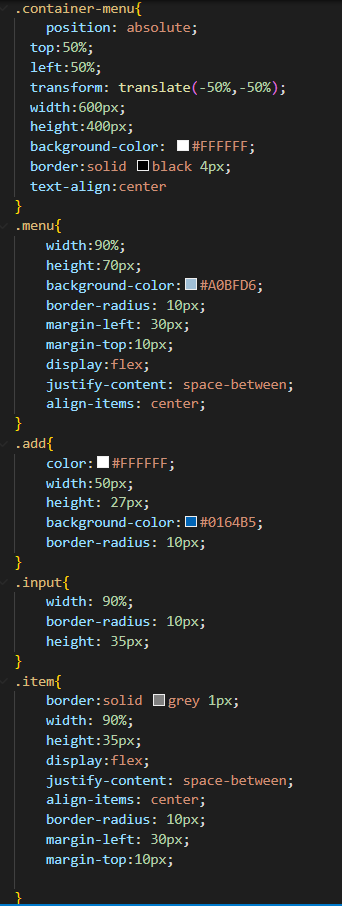 .container-menu{
position: absolute;
top:50%;
left:50%;
transform: translate(-50%,-50%);
width:600px;
height:400px;
background-color: #FFFFFF;
border:solid black 4px;
text-align:center
}
.menu{
width:90%;
height:70px;
background-color:#A0BFD6;
border-radius: 10px;
margin-left: 30px;
margin-top:10px;
display:flex;
justify-content: space-between;
align-items: center;
}
.add{
color:#FFFFFF;
width:50px;
height: 27px;
background-color:#0164B5;
border-radius: 10px;
}
.input{
width: 90%;
border-radius: 10px;
height: 35px;
}
.item{
border:solid grey 1px;
width: 90%;
height:35px;
display:flex;
justify-content: space-between;
align-items: center;
border-radius: 10px;
margin-left: 30px;
margin-top:10px;
}